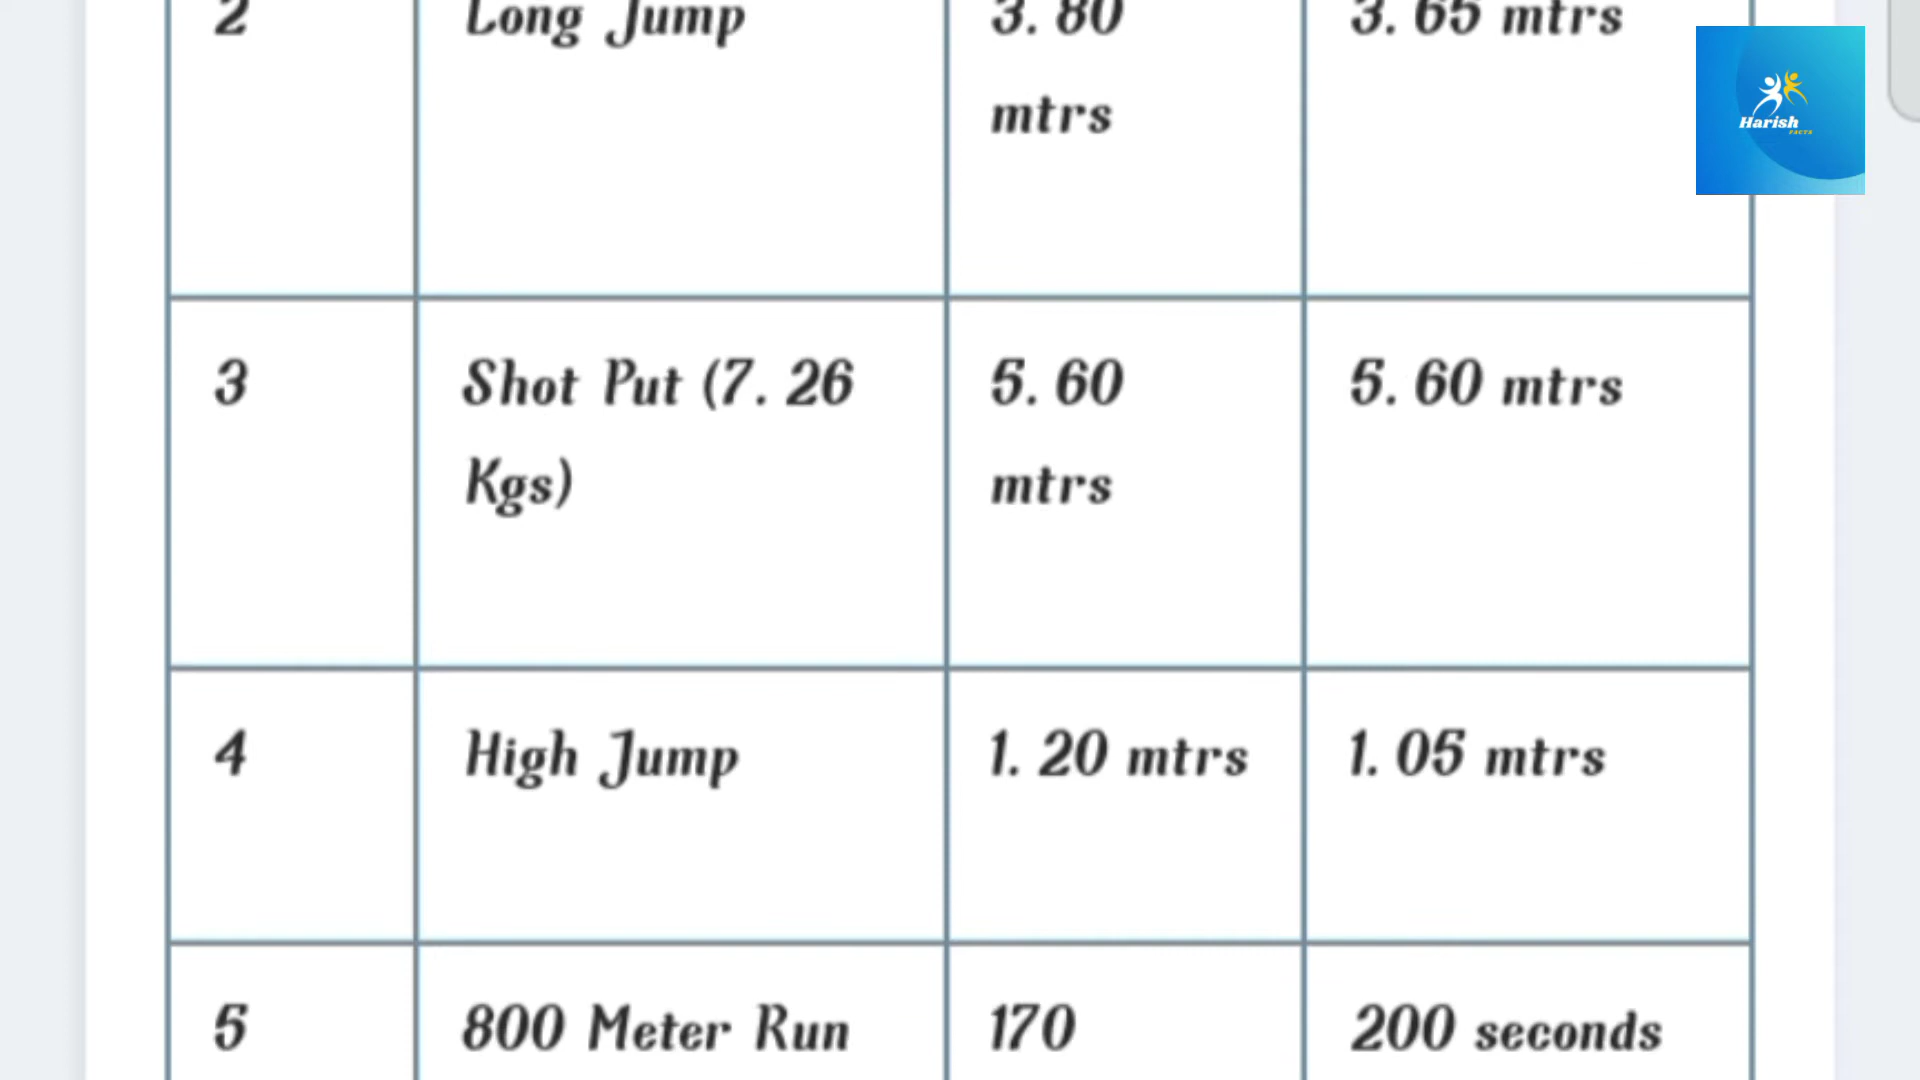 2 Long Jump 3. 80 3. 65 mtrs
mtrs
3 Shot Put (7. 26 5. 60 5. 60 mtrs
Kgs) mtrs
4 High Jump 1. 20 mtrs 1. 05 mtrs
5 800 Meter Run 170 200 seconds
Harish
FACTS